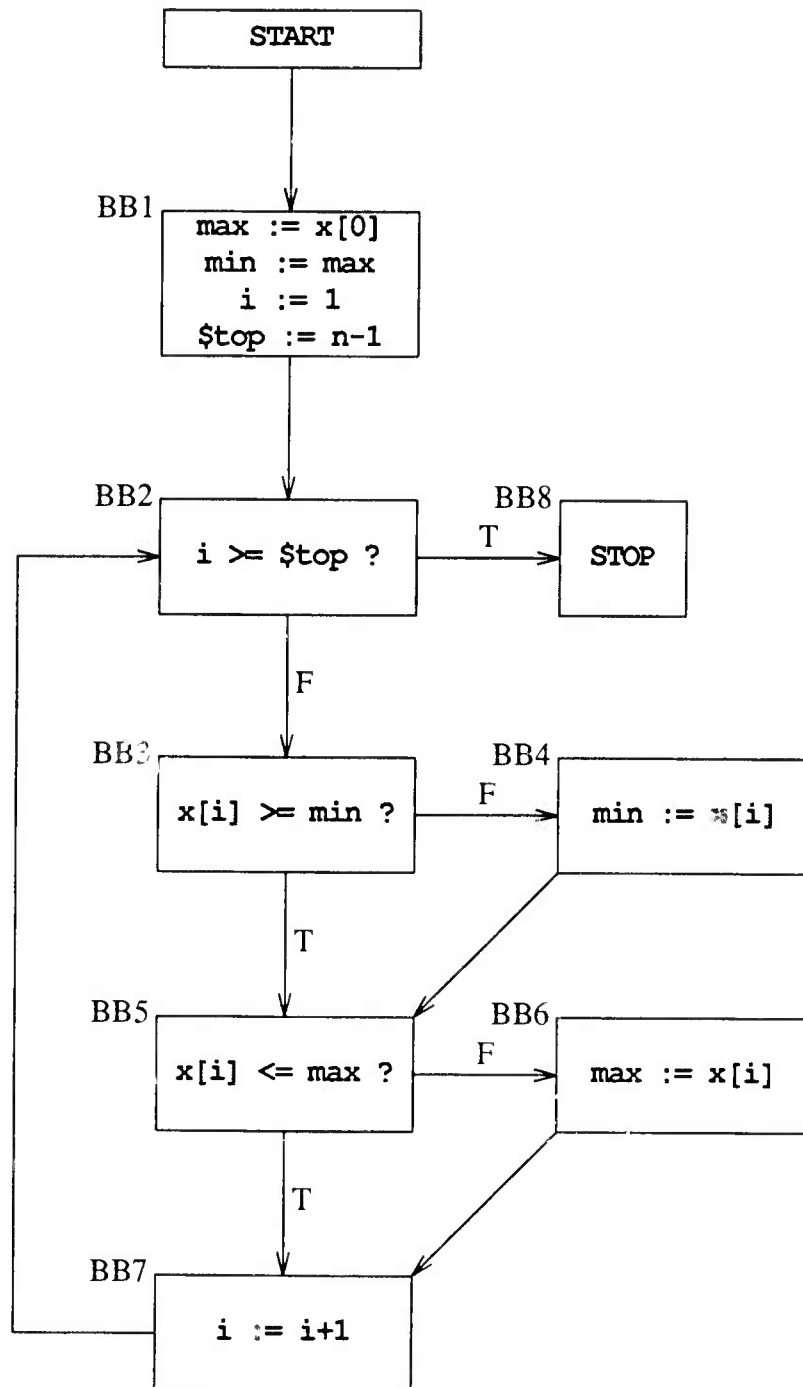 START
BB1
max := x[0]
min := max
i := 1
$top := n-1
BB2
i >= $top ?
T
BB8
STOP
F
BB3
x[i] >= min ?
F
BB4
min := x[i]
T
BB5
x[i] <= max ?
F
BB6
max := x[i]
T
BB7
i := i+1